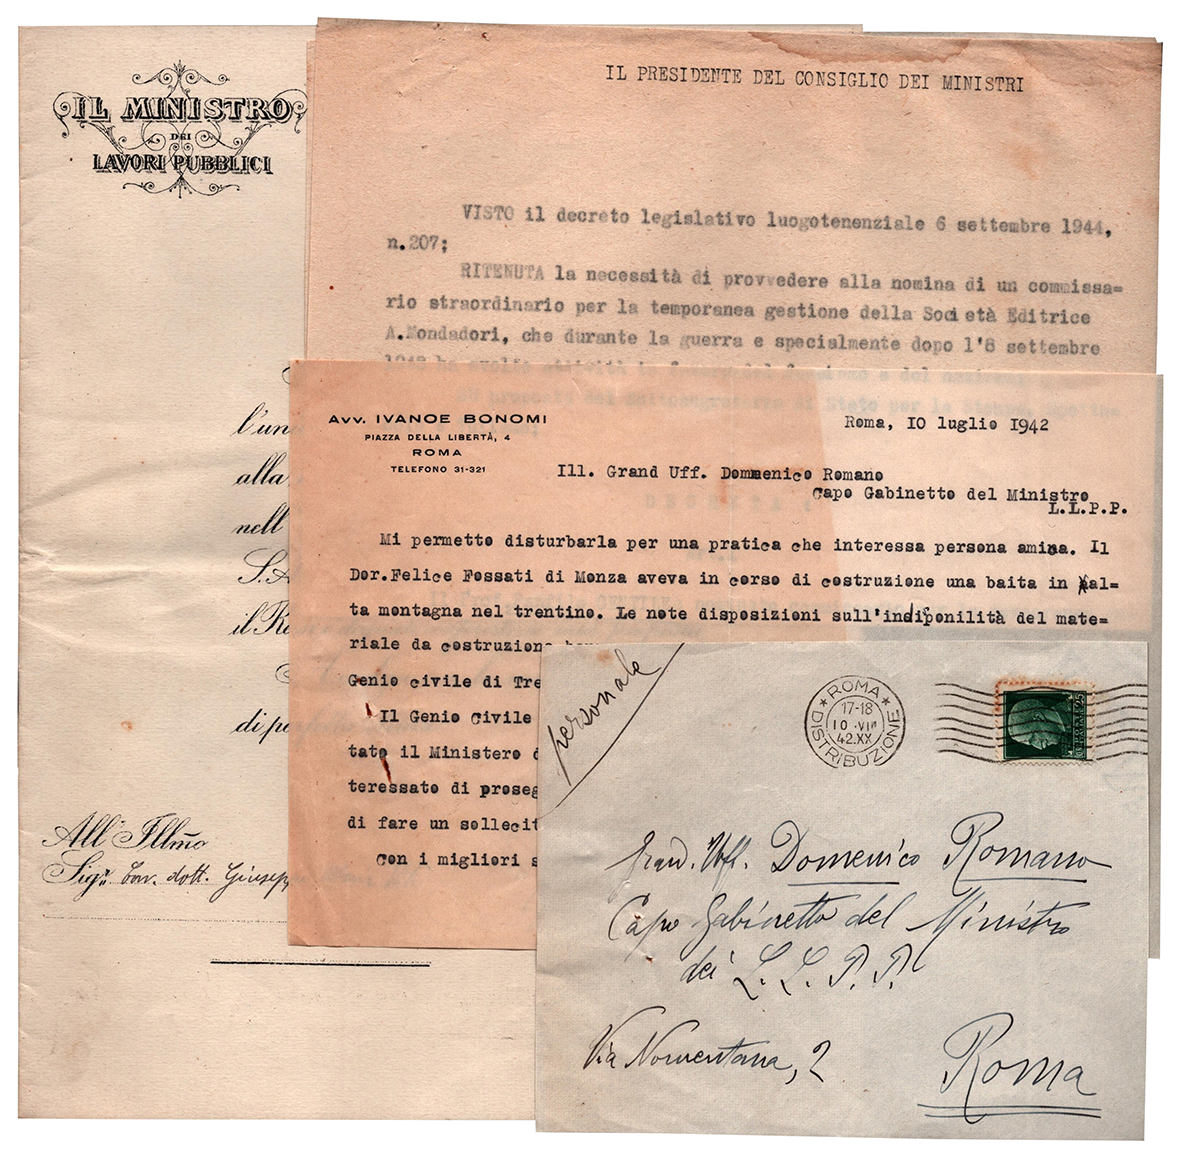 IL MINISTRO
DEI
LAVORI PUBBLICI
l'un
alla
nell
S. A
il R
di p
All' Illmo
Sigr. Cav. dott. Giusepp
IL PRESIDENTE DEL CONSIGLIO DEI MINISTRI
VISTO il decreto legislativo luogotenenziale 6 settembre 1944,
n.207;
RITENUTA la necessità di provvedere alla nomina di un commissa=
rio straordinario per la temporanea gestione della Società Editrice
A.Mondadori, che durante la guerra e specialmente dopo l'8 settembre
DECRETA
Avv. IVANOE BONOMI
PIAZZA DELLA LIBERTÀ, 4
ROMA
TELEFONO 31-321
Roma, 10 luglio 1942
Ill. Grand Uff. Dommenico Romano
Capo Gabinetto del Ministro
L.L.P.P.
Mi permetto disturbarla per una pratica che interessa persona amica. Il
Dor.Felice Fossati di Monza aveva in corso di costruzione una baita in al=
ta montagna nel trentino. Le note disposizioni sull'indisponilità del mate=
riale da costruzione
Genio civile di Tre
Il Genio Civile
tato il Ministero d
teressato di proseg
di fare un sollecit
Con i migliori s
personale
ROMA
17-18
10 VII
42.XX
DISTRIBUZIONE
Grand. Uff. Domenico Romano
Capo Gabinetto del Ministro
dei L. L. P. P.
Via Nomentana, 2
Roma